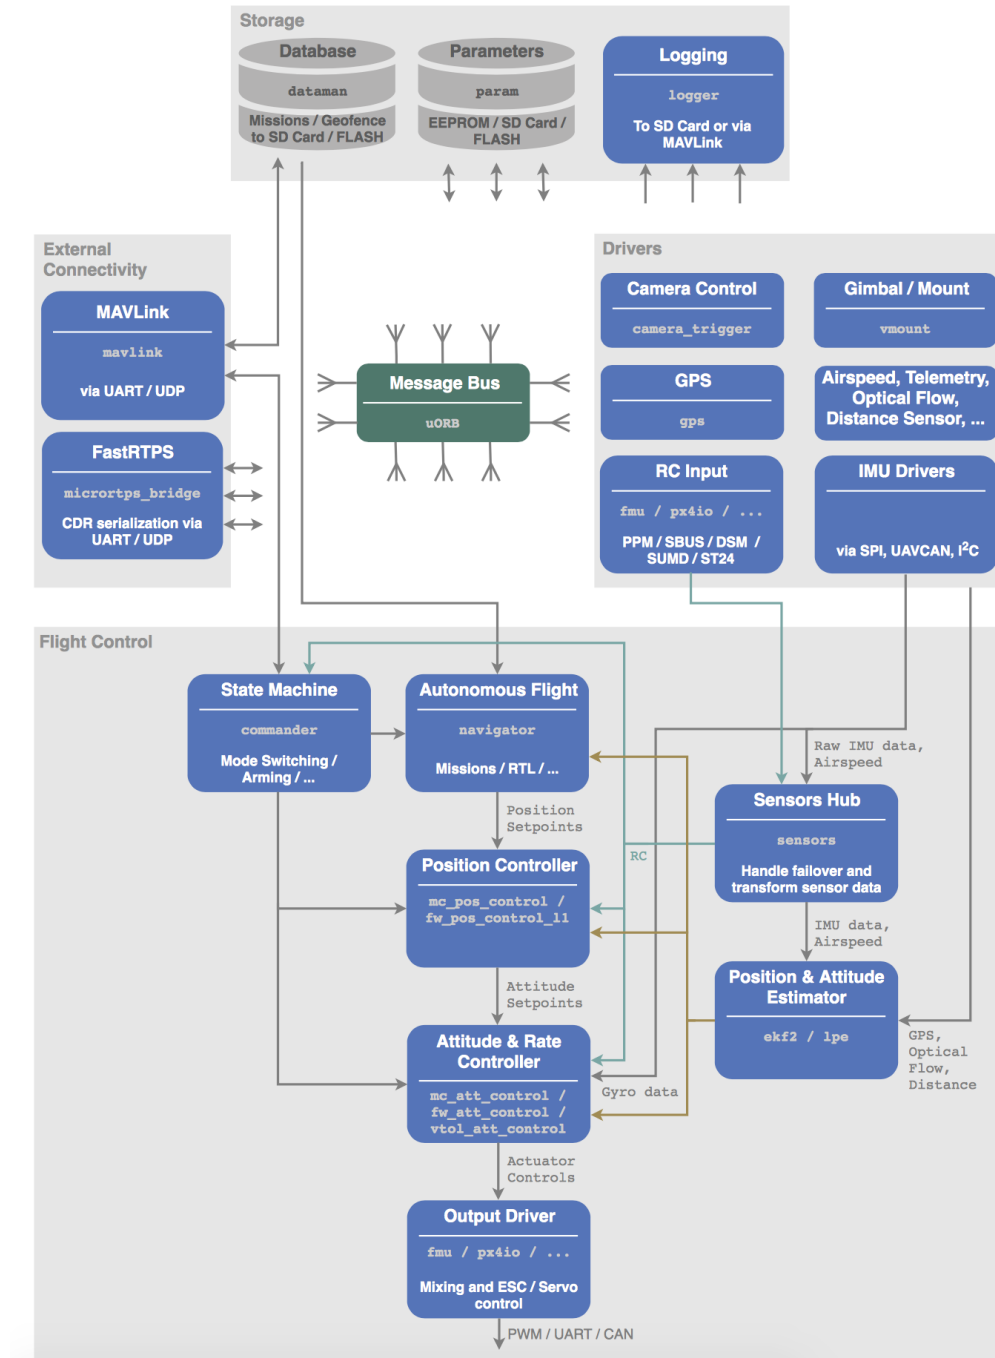 Storage
Database
dataman
Missions / Geofence
to SD Card / FLASH
Parameters
param
EEPROM / SD Card /
FLASH
Logging
logger
To SD Card or via
MAVLink
External
Connectivity
MAVLink
mavlink
via UART / UDP
FastRTPS
micrortps_bridge
CDR serialization via
UART / UDP
Message Bus
uORB
Drivers
Camera Control
camera_trigger
Gimbal / Mount
vmount
GPS
gps
Airspeed, Telemetry,
Optical Flow,
Distance Sensor, ...
RC Input
fmu / px4io / ...
PPM / SBUS / DSM /
SUMD / ST24
IMU Drivers
via SPI, UAVCAN, I²C
Flight Control
State Machine
commander
Mode Switching /
Arming / ...
Autonomous Flight
navigator
Missions / RTL / ...
Raw IMU data,
Airspeed
Position
Setpoints
Sensors Hub
sensors
Handle failover and
transform sensor data
RC
Position Controller
mc_pos_control /
fw_pos_control_l1
IMU data,
Airspeed
Attitude
Setpoints
Position & Attitude
Estimator
ekf2 / lpe
GPS,
Optical
Flow,
Distance
Attitude & Rate
Controller
mc_att_control /
fw_att_control /
vtol_att_control
Gyro data
Actuator
Controls
Output Driver
fmu / px4io / ...
Mixing and ESC / Servo
control
PWM / UART / CAN